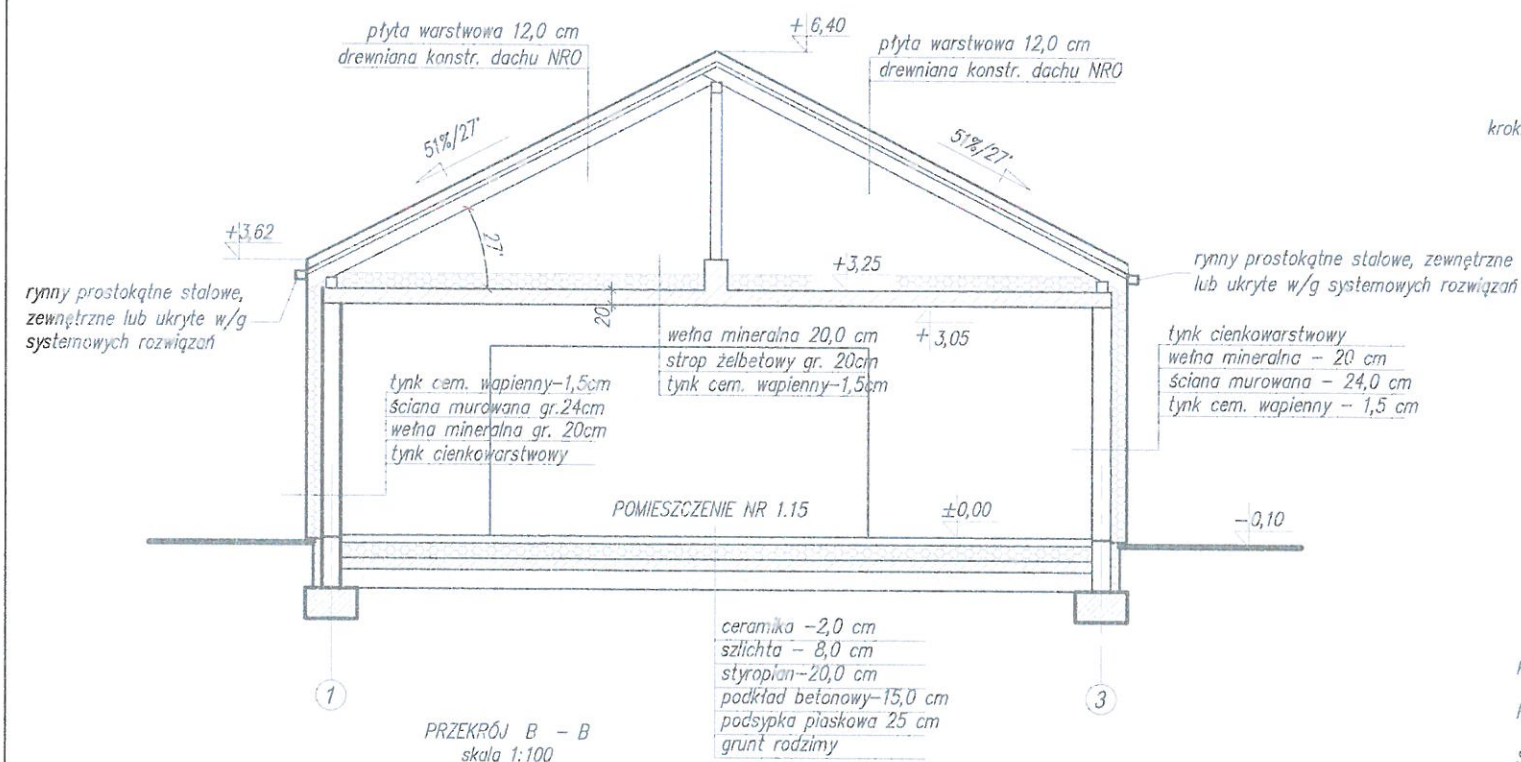 płyta warstwowa 12,0 cm
drewniana konstr. dachu NRO
+6,40
płyta warstwowa 12,0 cm
drewniana konstr. dachu NRO
krok
51%/27°
51%/27°
+3,62
27°
+3,25
rynny prostokątne stalowe,
zewnętrzne lub ukryte w/g
systemowych rozwiązań
rynny prostokątne stalowe, zewnętrzne
lub ukryte w/g systemowych rozwiązań
20
wełna mineralna 20,0 cm
strop żelbetowy gr. 20cm
tynk cem. wapienny-1,5cm
+3,05
tynk cienkowarstwowy
wełna mineralna - 20 cm
ściana murowana - 24,0 cm
tynk cem. wapienny - 1,5 cm
tynk cem. wapienny-1,5cm
ściana murowana gr.24cm
wełna mineralna gr. 20cm
tynk cienkowarstwowy
POMIESZCZENIE NR 1.15
±0,00
-0,10
ceramika -2,0 cm
szlichta - 8,0 cm
styropian-20,0 cm
podkład betonowy-15,0 cm
podsypka piaskowa 25 cm
grunt rodzimy
1
3
PRZEKRÓJ B - B
skala 1:100